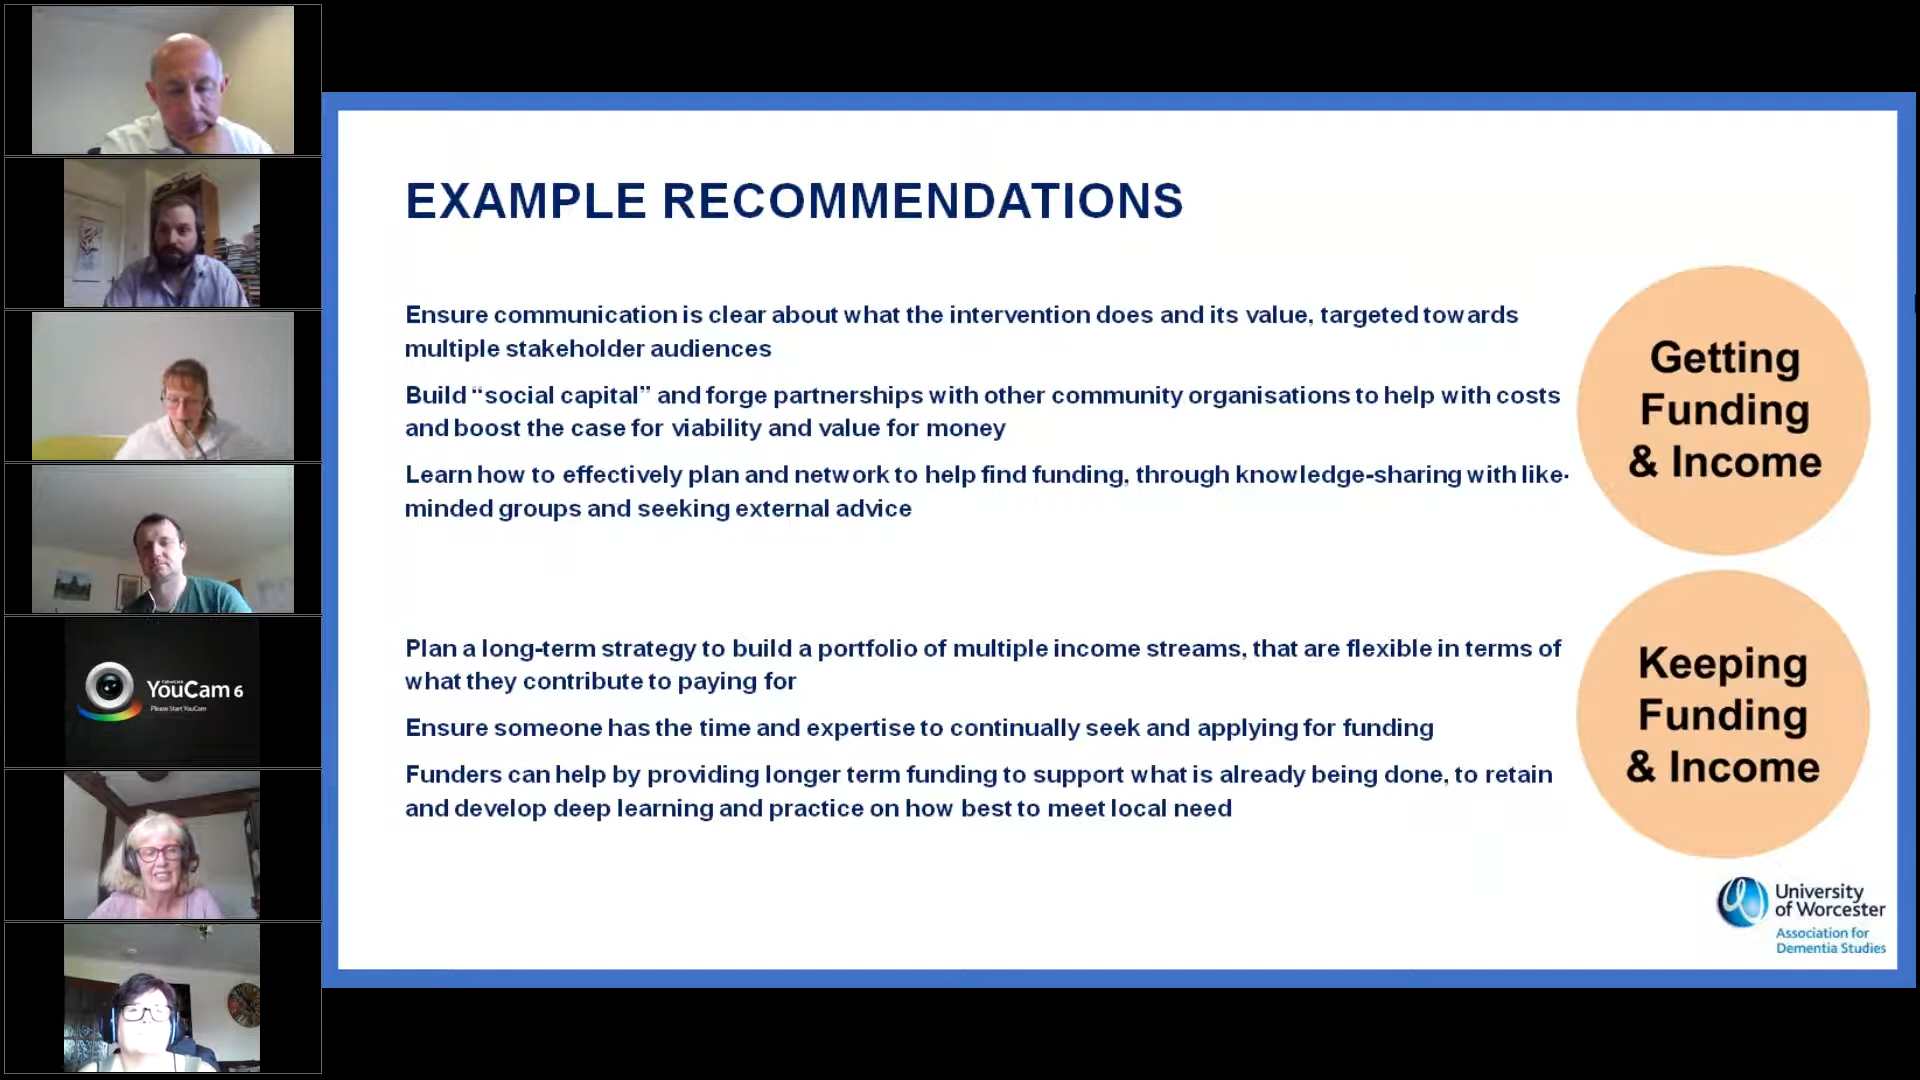 EXAMPLE RECOMMENDATIONS
Ensure communication is clear about what the intervention does and its value, targeted towards
multiple stakeholder audiences
Build “social capital” and forge partnerships with other community organisations to help with costs
and boost the case for viability and value for money
Learn how to effectively plan and network to help find funding, through knowledge-sharing with like-
minded groups and seeking external advice
Getting
Funding
& Income
Plan a long-term strategy to build a portfolio of multiple income streams, that are flexible in terms of
what they contribute to paying for
Ensure someone has the time and expertise to continually seek and applying for funding
Funders can help by providing longer term funding to support what is already being done, to retain
and develop deep learning and practice on how best to meet local need
Keeping
Funding
& Income
University
of Worcester
Association for
Dementia Studies
CyberLink
YouCam 6
Please Start YouCam